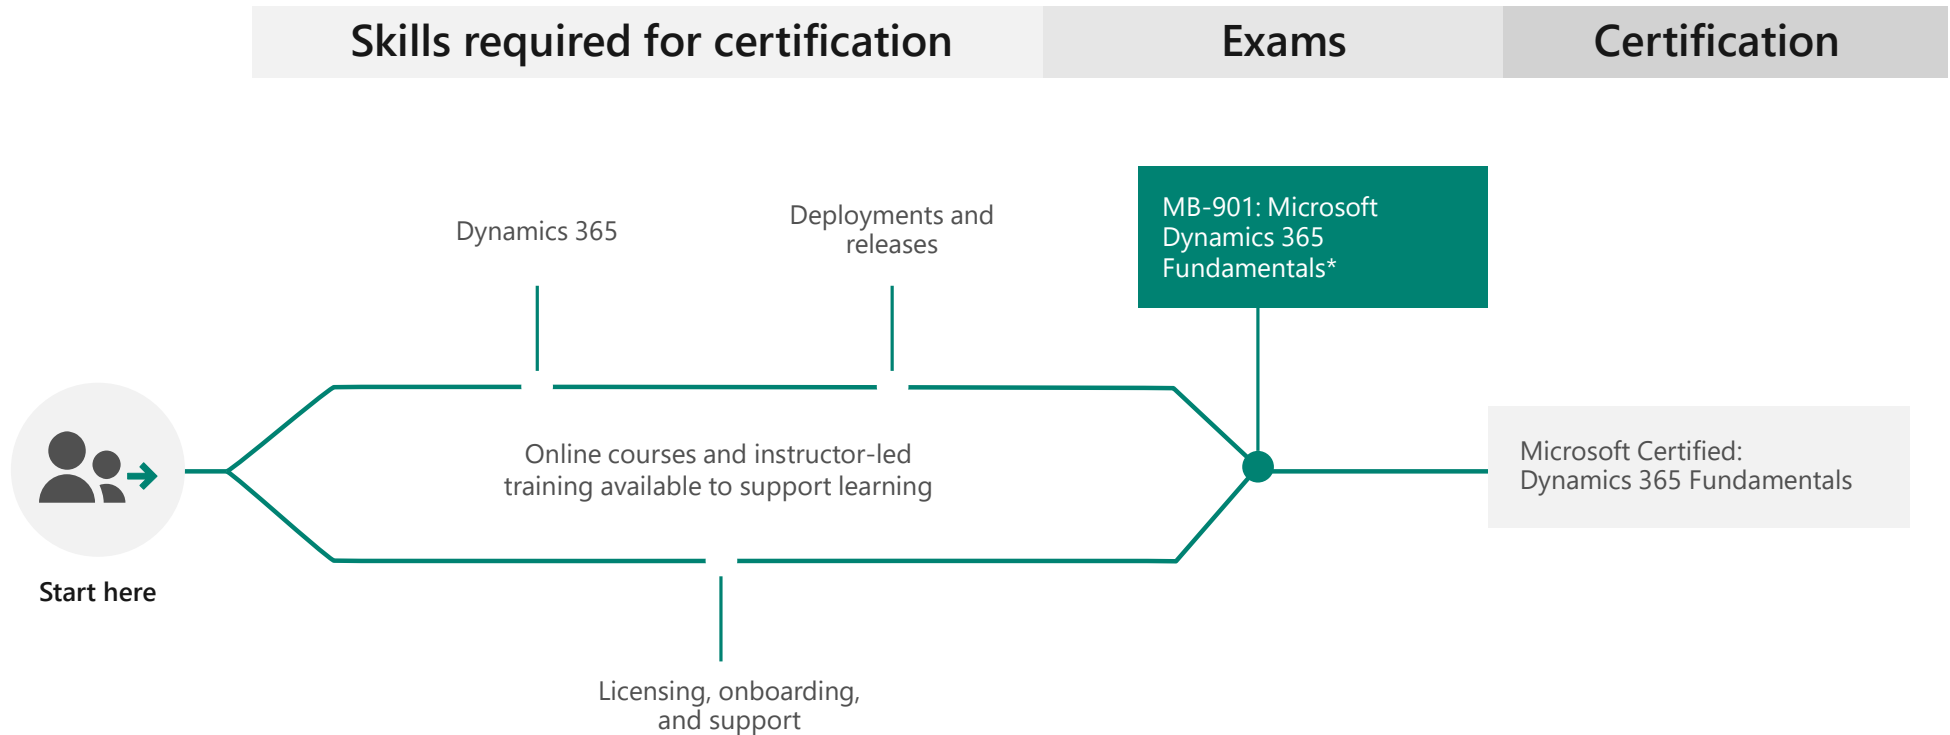 Skills required for certification
Exams
Certification
Dynamics 365
Deployments and
releases
MB-901: Microsoft
Dynamics 365
Fundamentals*
Online courses and instructor-led
training available to support learning
Microsoft Certified:
Dynamics 365 Fundamentals
Start here
Licensing, onboarding,
and support